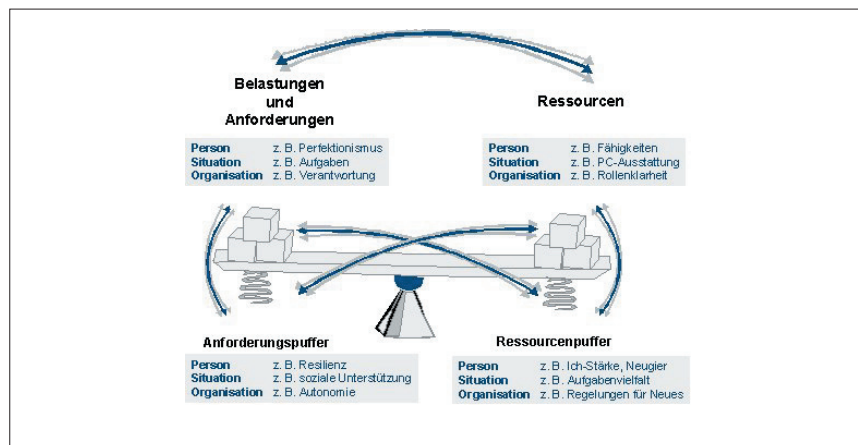 Belastungen
und
Anforderungen
Ressourcen
Person z. B. Perfektionismus
Situation z. B. Aufgaben
Organisation z. B. Verantwortung
Person z. B. Fähigkeiten
Situation z. B. PC-Ausstattung
Organisation z. B. Rollenklarheit
Anforderungspuffer
Person z. B. Resilienz
Situation z. B. soziale Unterstützung
Organisation z. B. Autonomie
Ressourcenpuffer
Person z. B. Ich-Stärke, Neugier
Situation z. B. Aufgabenvielfalt
Organisation z. B. Regelungen für Neues